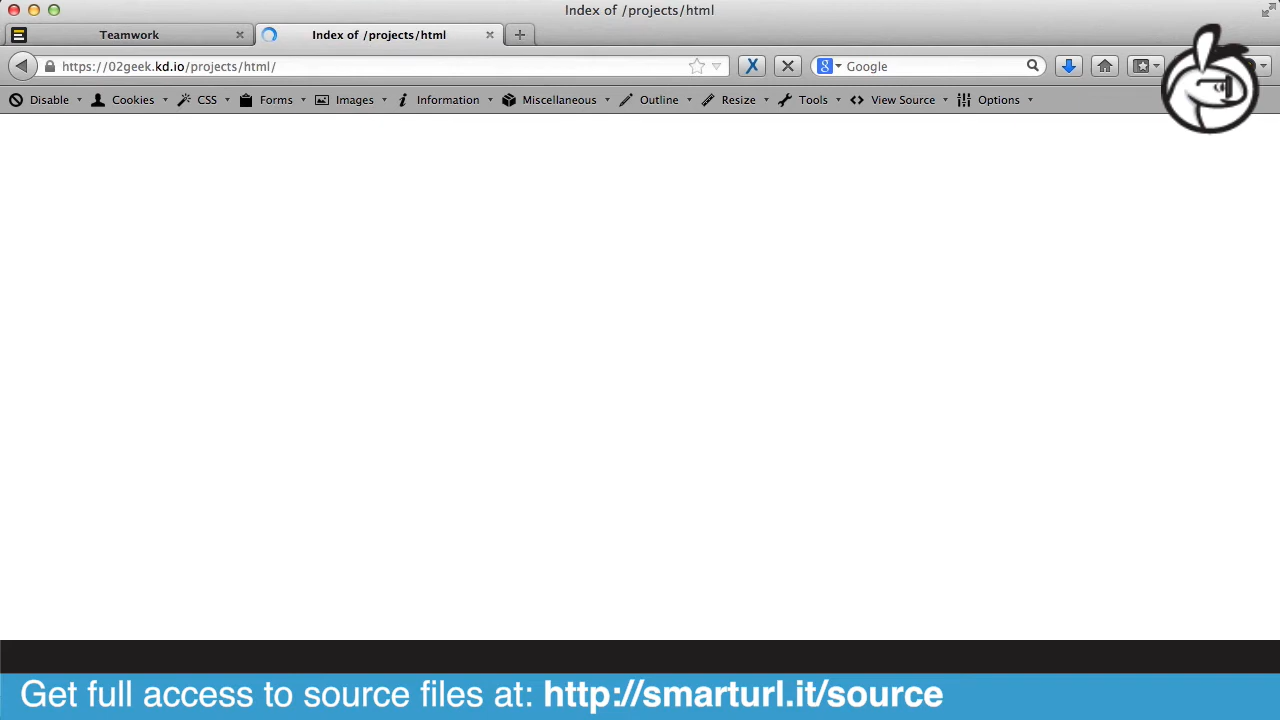 Index of /projects/html
Teamwork
Index of /projects/html
https://02geek.kd.io/projects/html/
Google
Disable
Cookies
CSS
Forms
Images
Information
Miscellaneous
Outline
Resize
Tools
View Source
Options
Get full access to source files at: http://smarturl.it/source